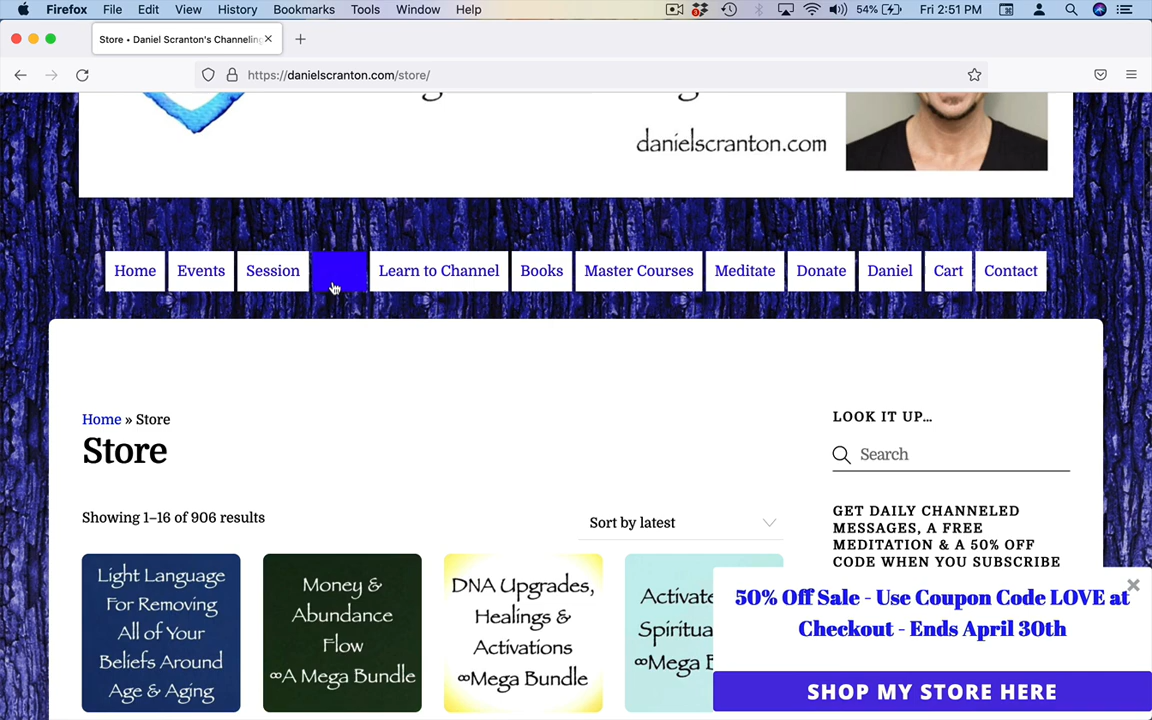 Firefox File Edit View History Bookmarks Tools Window Help
3 54% Fri 2:51 PM
Store • Daniel Scranton's Channeling
https://danielscranton.com/store/
danielscranton.com
Home Events Session Learn to Channel Books Master Courses Meditate Donate Daniel Cart Contact
Home » Store
Store
Showing 1–16 of 906 results
Sort by latest
LOOK IT UP...
Search
GET DAILY CHANNELED
MESSAGES, A FREE
MEDITATION & A 50% OFF
CODE WHEN YOU SUBSCRIBE
Light Language
For Removing
All of Your
Beliefs Around
Age & Aging
Money &
Abundance
Flow
∞A Mega Bundle
DNA Upgrades,
Healings &
Activations
∞Mega Bundle
Activate
Spiritua
∞Mega B
50% Off Sale - Use Coupon Code LOVE at
Checkout - Ends April 30th
SHOP MY STORE HERE